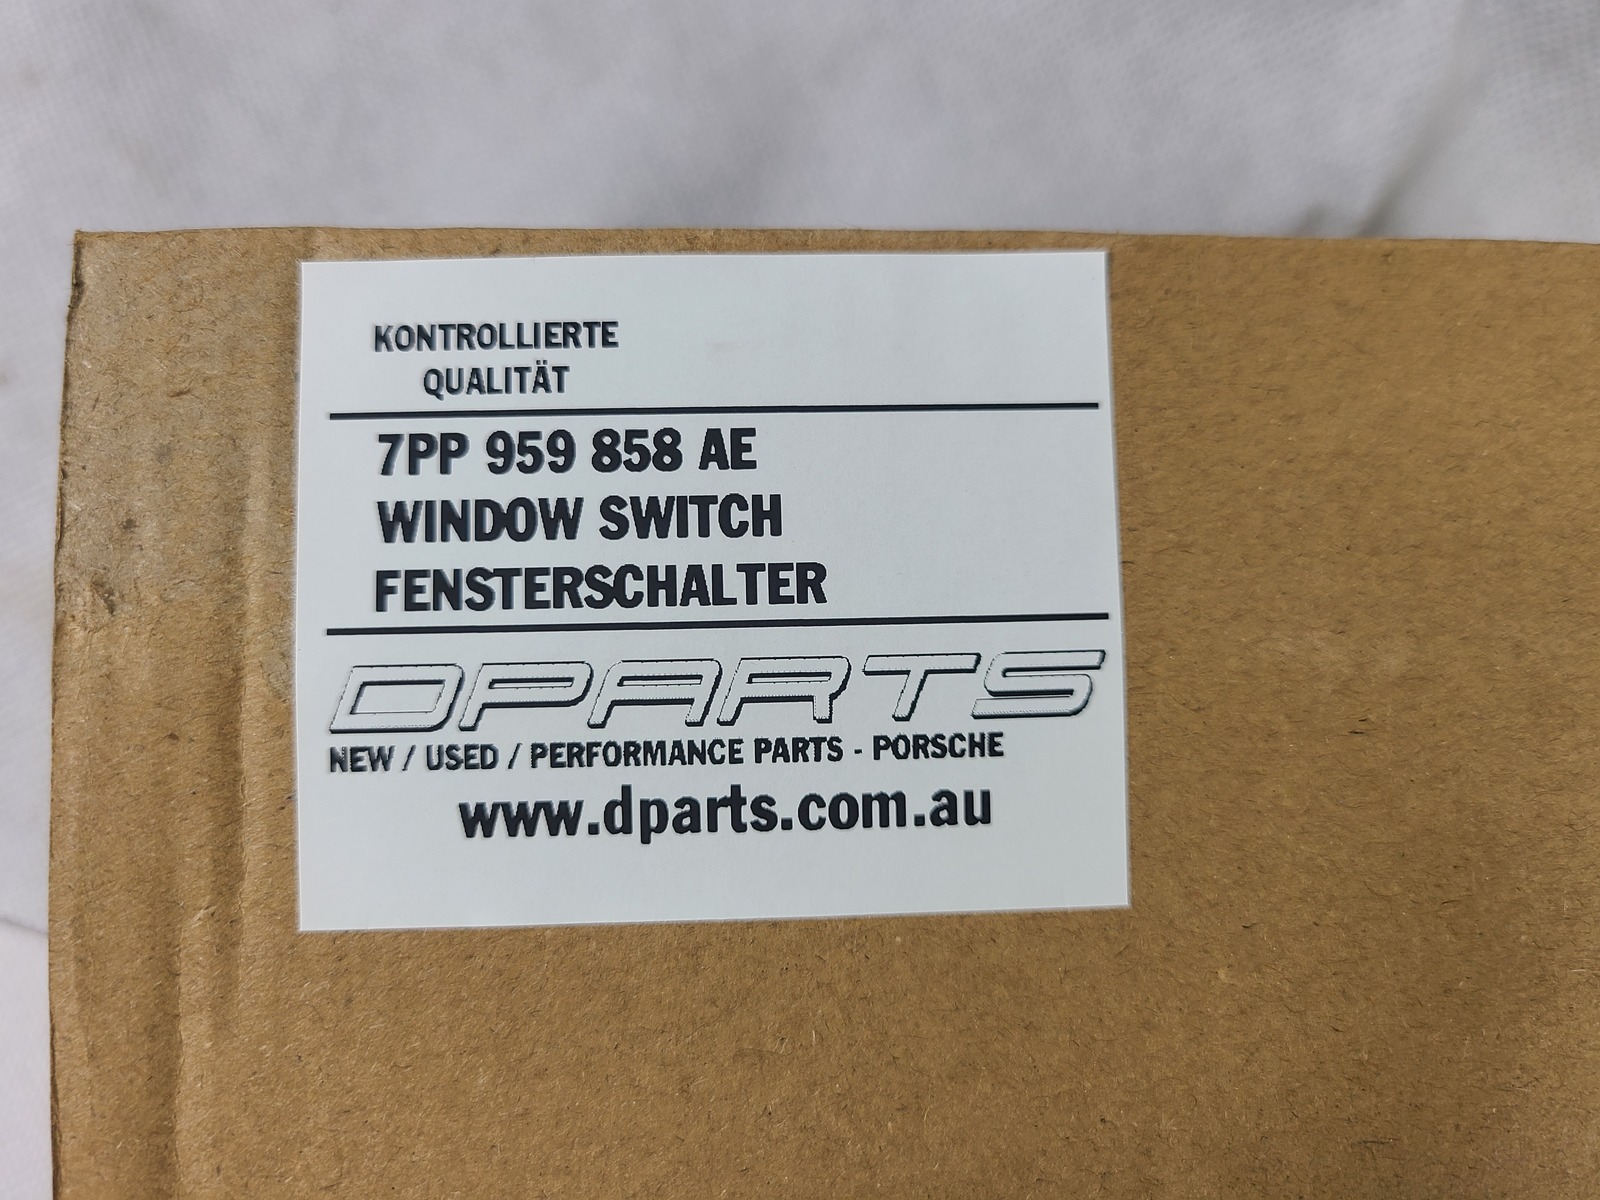 KONTROLLIERTE
QUALITÄT
7PP 959 858 AE
WINDOW SWITCH
FENSTERSCHALTER
DPARTS
NEW / USED / PERFORMANCE PARTS - PORSCHE
www.dparts.com.au